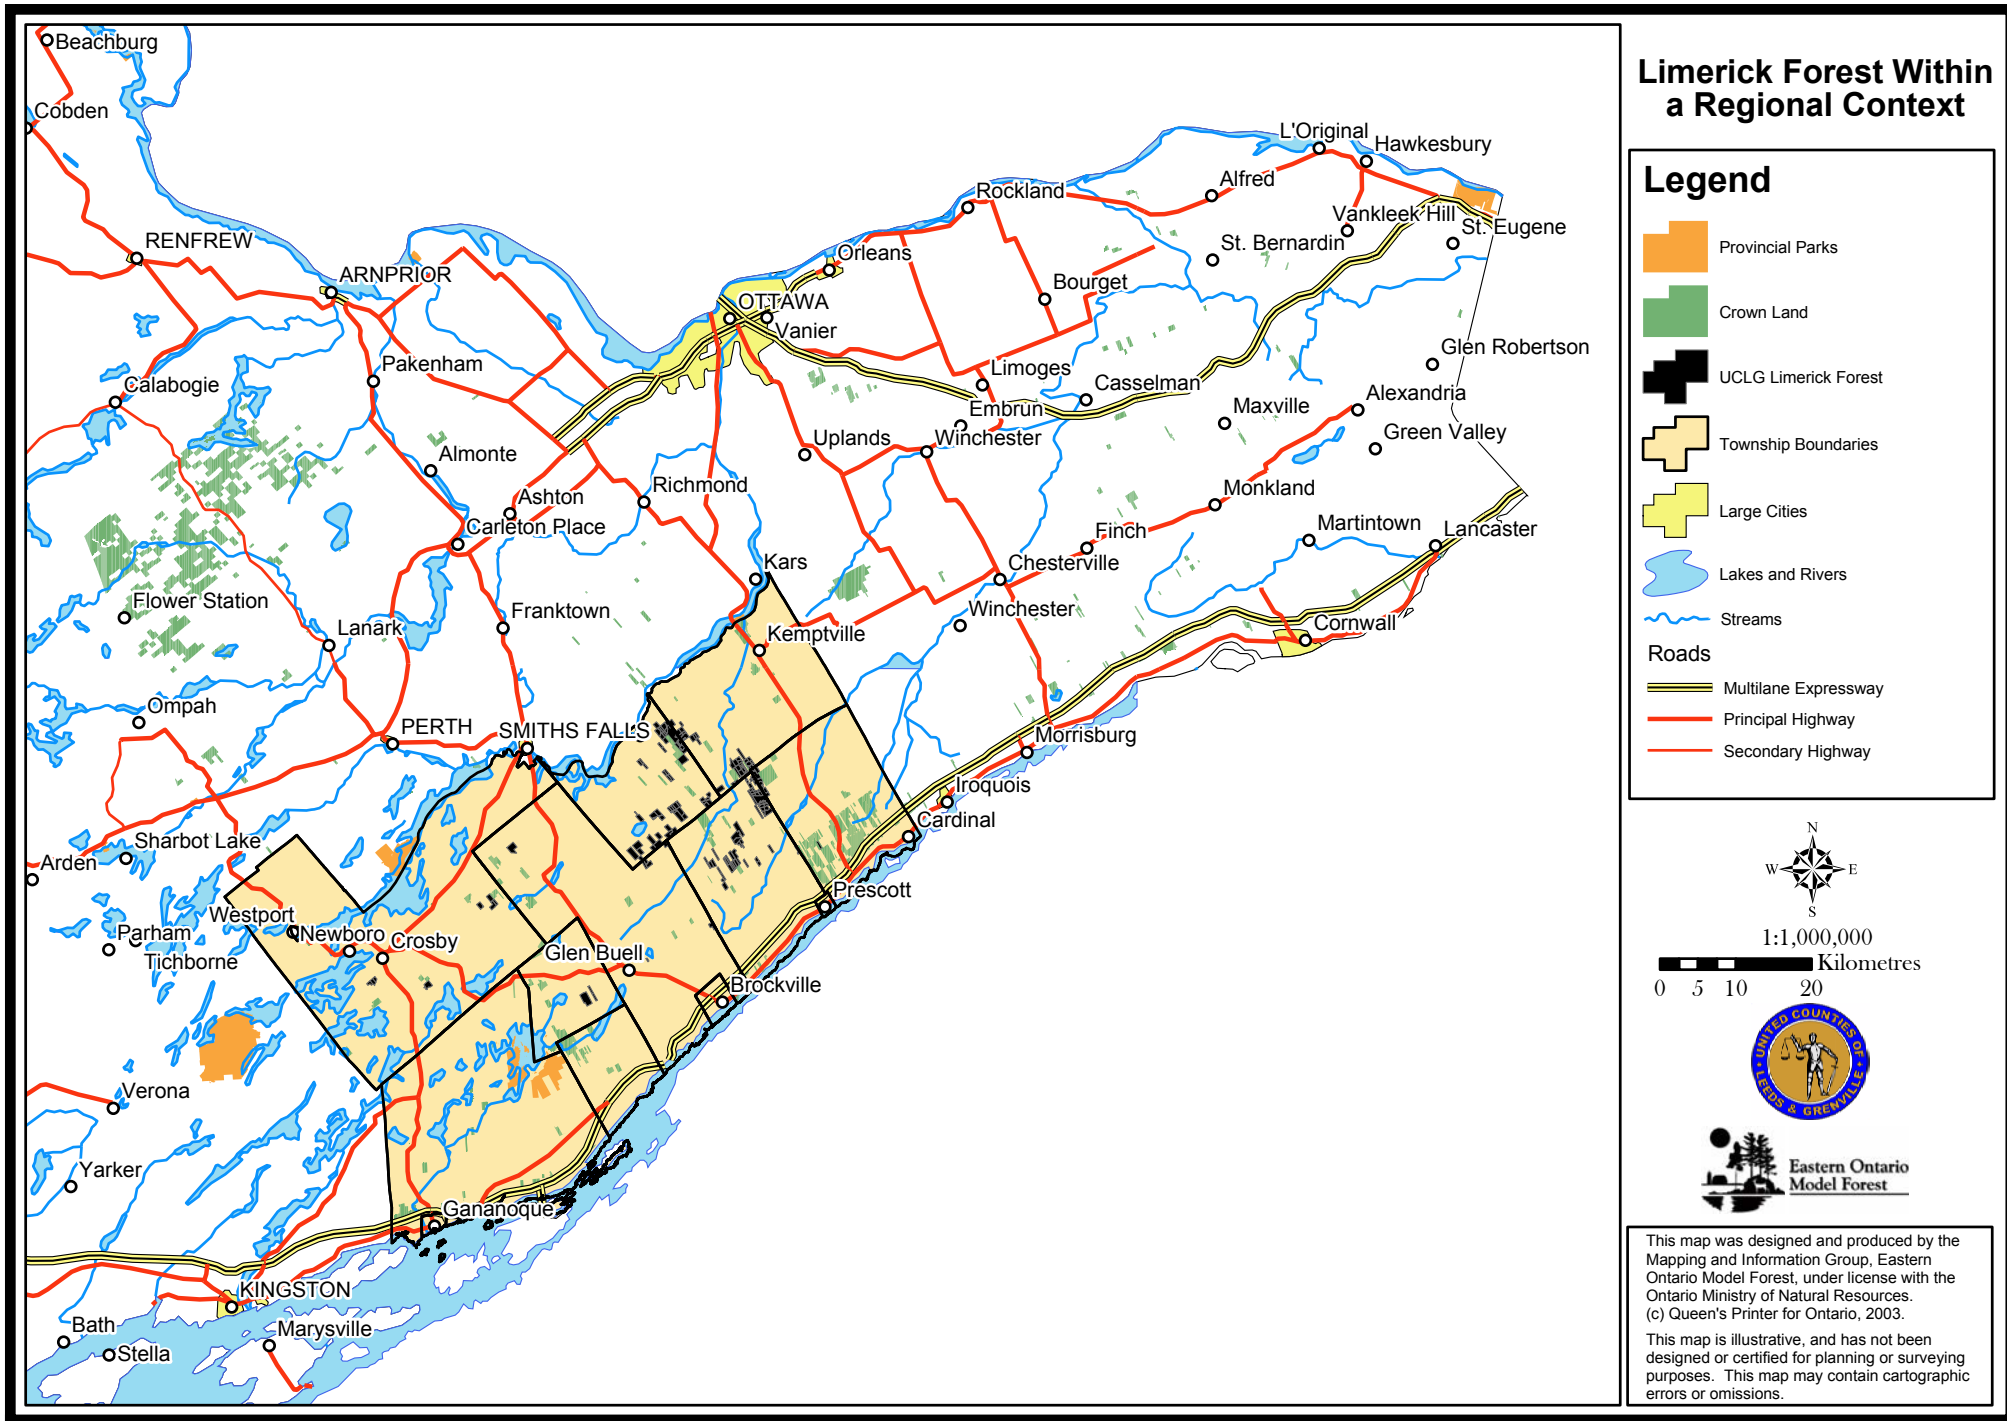 Limerick Forest Within
a Regional Context
Legend
Provincial Parks
Crown Land
UCLG Limerick Forest
Township Boundaries
Large Cities
Lakes and Rivers
Streams
Roads
Multilane Expressway
Principal Highway
Secondary Highway
N
W E
S
1:1,000,000
Kilometres
0 5 10 20
UNITED COUNTIES OF
LEEDS & GRENVILLE
Eastern Ontario
Model Forest
This map was designed and produced by the
Mapping and Information Group, Eastern
Ontario Model Forest, under license with the
Ontario Ministry of Natural Resources.
(c) Queen's Printer for Ontario, 2003.
This map is illustrative, and has not been
designed or certified for planning or surveying
purposes. This map may contain cartographic
errors or omissions.
Beachburg
Cobden
L'Original
Hawkesbury
Alfred
Rockland
Vankleek Hill
St. Eugene
St. Bernardin
RENFREW
Orleans
ARNPRIOR
Bourget
OTTAWA
Vanier
Glen Robertson
Pakenham
Limoges
Calabogie
Casselman
Alexandria
Embrun
Maxville
Green Valley
Uplands
Winchester
Almonte
Richmond
Monkland
Ashton
Carleton Place
Martintown
Lancaster
Finch
Kars
Chesterville
Flower Station
Franktown
Winchester
Lanark
Cornwall
Kemptville
Ompah
PERTH
SMITHS FALLS
Morrisburg
Iroquois
Cardinal
Sharbot Lake
Arden
Prescott
Westport
Parham
Newboro
Crosby
Tichborne
Glen Buell
Brockville
Verona
Yarker
Gananoque
KINGSTON
Bath
Marysville
Stella